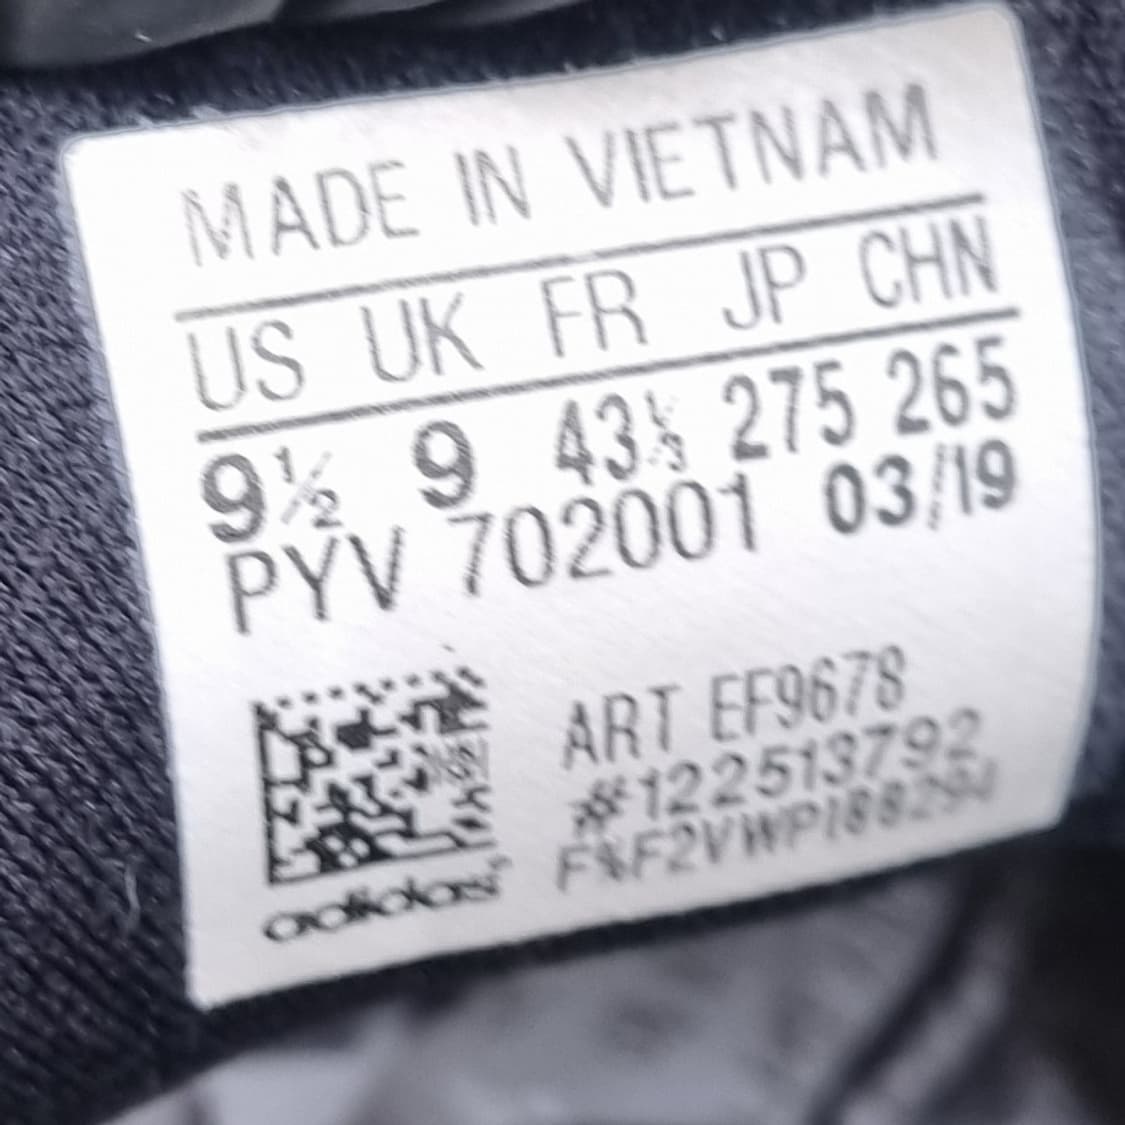 MADE IN VIETNAM
US UK FR JP CHN
9½ 9 43⅓ 275 265
PYV 702001 03/19
ART EF9678
#122513792
adidas